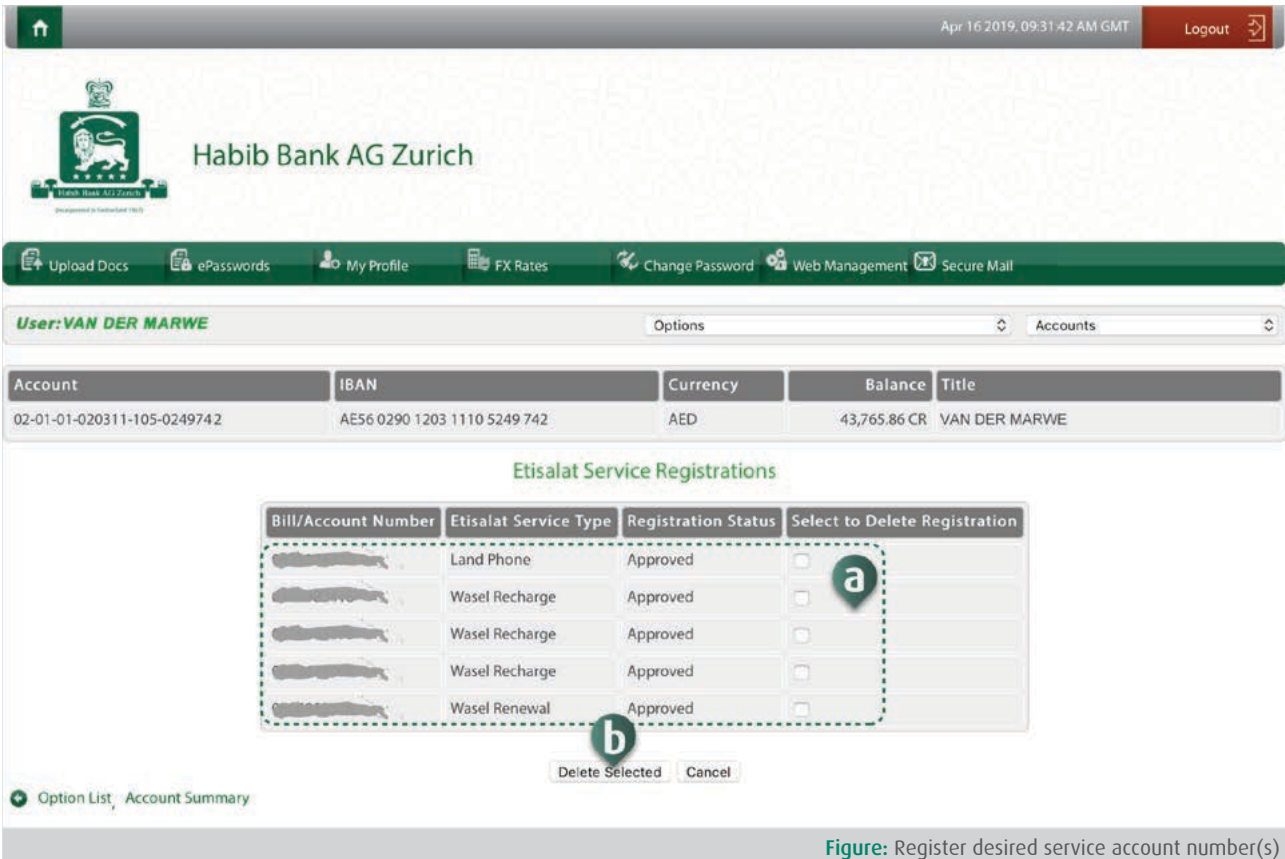 Apr 16 2019, 09:31:42 AM GMT Logout
Habib Bank AG Zurich
Habib Bank AG Zurich
Upload Docs ePasswords My Profile FX Rates Change Password Web Management Secure Mail
User: VAN DER MARWE Options Accounts
Account IBAN Currency Balance Title
02-01-01-020311-105-0249742 AE56 0290 1203 1110 5249 742 AED 43,765.86 CR VAN DER MARWE
Etisalat Service Registrations
Bill/Account Number Etisalat Service Type Registration Status Select to Delete Registration
Land Phone Approved
a
Wasel Recharge Approved
Wasel Recharge Approved
Wasel Recharge Approved
Wasel Renewal Approved
b
Delete Selected Cancel
Option List, Account Summary
Figure: Register desired service account number(s)